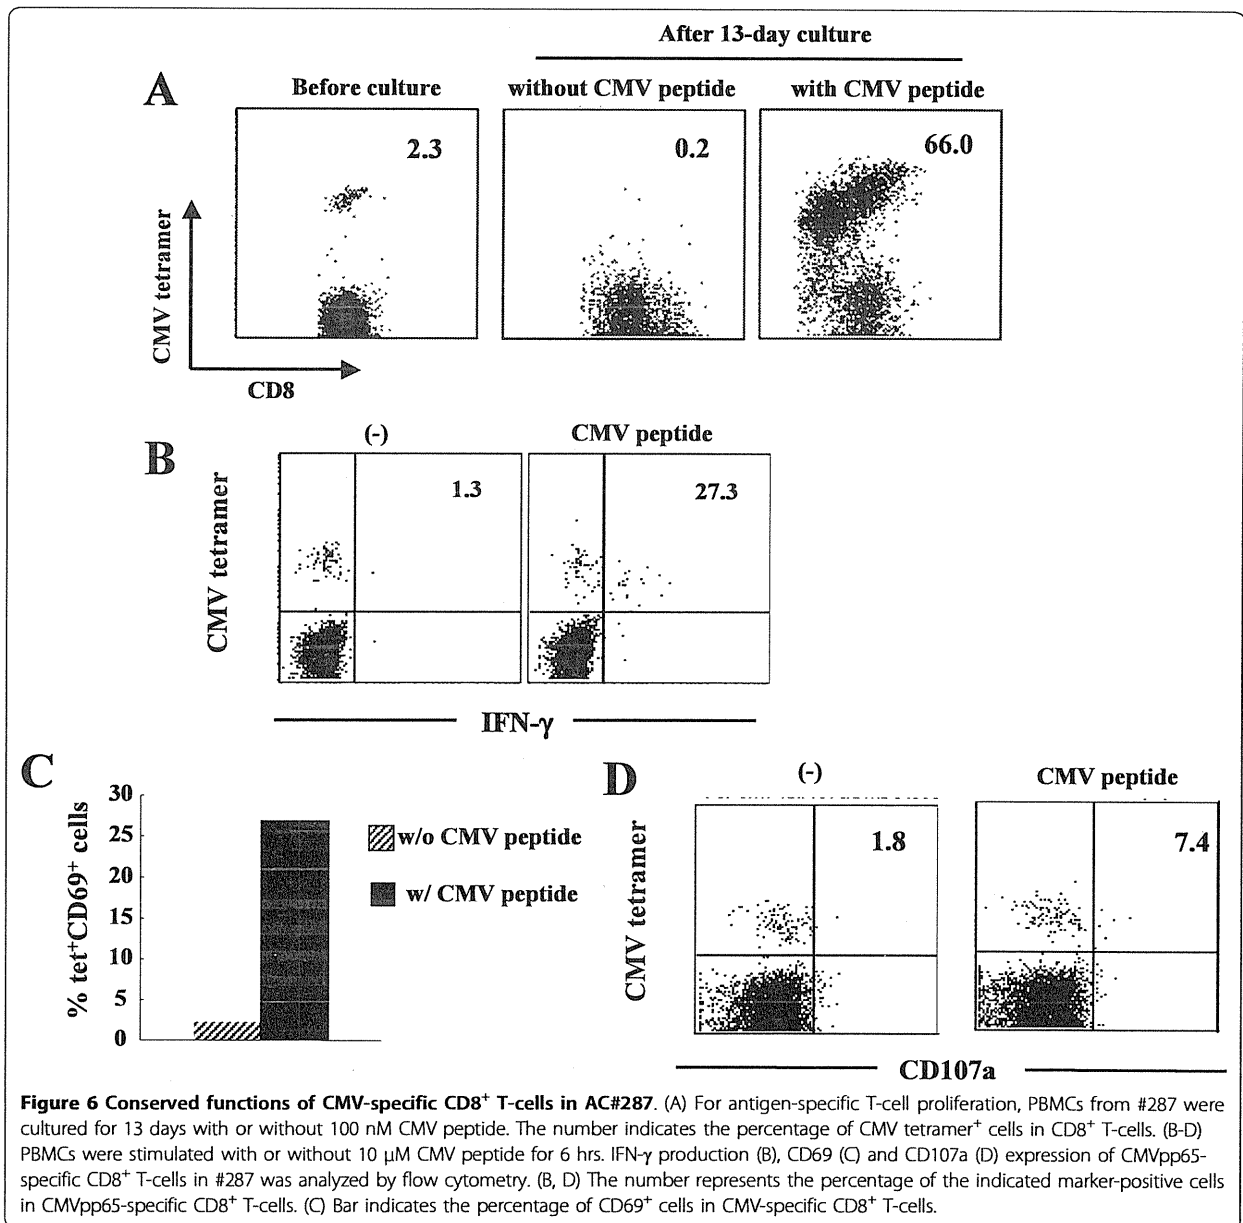 After 13-day culture
A
Before culture
without CMV peptide
with CMV peptide
2.3
0.2
66.0
CMV tetramer
CD8
B
(-)
CMV peptide
CMV tetramer
1.3
27.3
IFN-γ
C
% tet⁺CD69⁺ cells
30
25
20
15
10
5
0
w/o CMV peptide
w/ CMV peptide
D
(-)
CMV peptide
CMV tetramer
1.8
7.4
CD107a
Figure 6 Conserved functions of CMV-specific CD8⁺ T-cells in AC#287. (A) For antigen-specific T-cell proliferation, PBMCs from #287 were
cultured for 13 days with or without 100 nM CMV peptide. The number indicates the percentage of CMV tetramer⁺ cells in CD8⁺ T-cells. (B-D)
PBMCs were stimulated with or without 10 μM CMV peptide for 6 hrs. IFN-γ production (B), CD69 (C) and CD107a (D) expression of CMVpp65-
specific CD8⁺ T-cells in #287 was analyzed by flow cytometry. (B, D) The number represents the percentage of the indicated marker-positive cells
in CMVpp65-specific CD8⁺ T-cells. (C) Bar indicates the percentage of CD69⁺ cells in CMV-specific CD8⁺ T-cells.